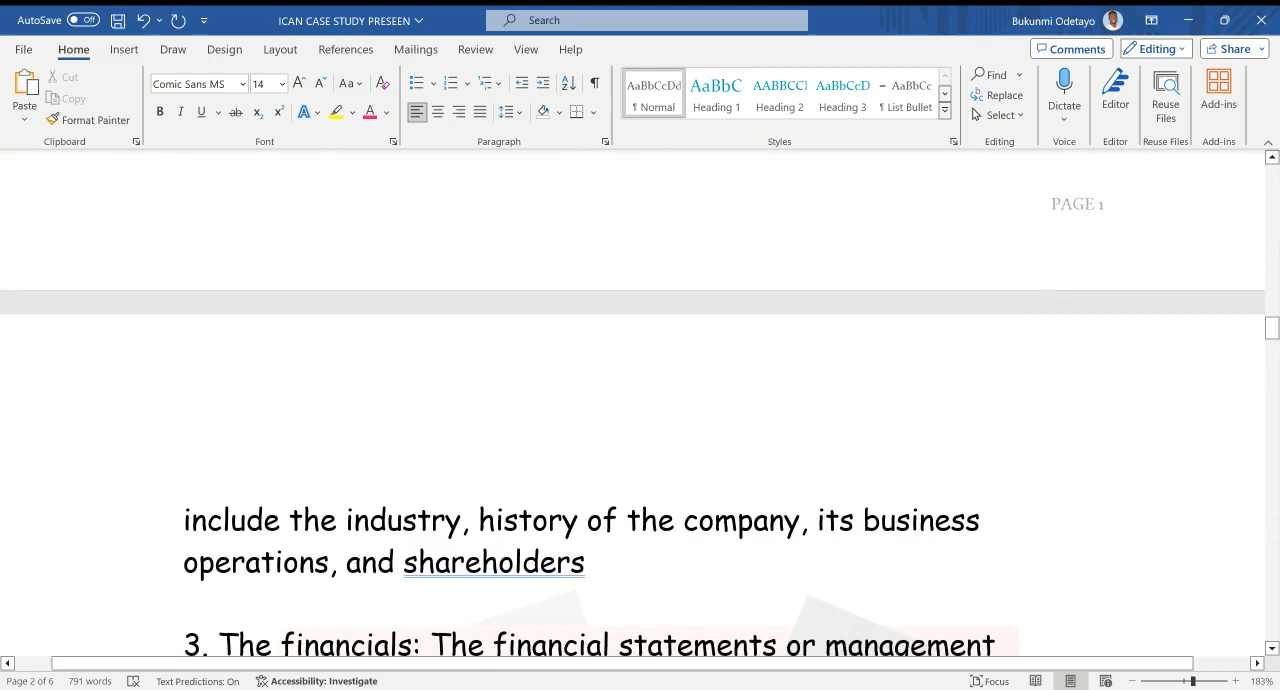 AutoSave Off ICAN CASE STUDY PRESEEN Search Bukunmi Odetayo
File Home Insert Draw Design Layout References Mailings Review View Help Comments Editing Share
Paste Cut Copy Format Painter Clipboard
Comic Sans MS 14 Aa B I U ab x₂ x² A A Font
Paragraph
AaBbCcDd AaBbC AABBCCI AaBbCcD AaBbCc
¶ Normal Heading 1 Heading 2 Heading 3 ¶ List Bullet
Styles
Find Replace Select Editing
Dictate Voice
Editor Editor
Reuse Files Reuse Files
Add-ins Add-ins
PAGE 1
include the industry, history of the company, its business
operations, and shareholders
3. The financials: The financial statements or management
Page 2 of 6 791 words Text Predictions: On Accessibility: Investigate Focus 183%